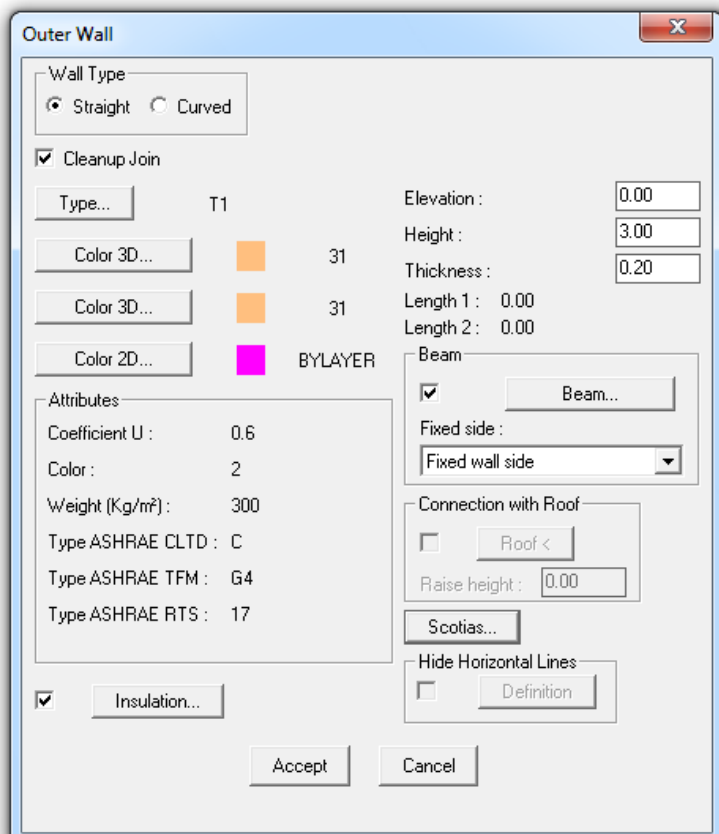 Outer Wall
Wall Type
Straight Curved
Cleanup Join
Type... T1
Color 3D... 31
Color 3D... 31
Color 2D... BYLAYER
Attributes
Coefficient U : 0.6
Color : 2
Weight (Kg/m²) : 300
Type ASHRAE CLTD : C
Type ASHRAE TFM : G4
Type ASHRAE RTS : 17
Insulation...
Elevation : 0.00
Height : 3.00
Thickness : 0.20
Length 1 : 0.00
Length 2 : 0.00
Beam
Beam...
Fixed side :
Fixed wall side
Connection with Roof
Roof <
Raise height : 0.00
Scotias...
Hide Horizontal Lines
Definition
Accept Cancel